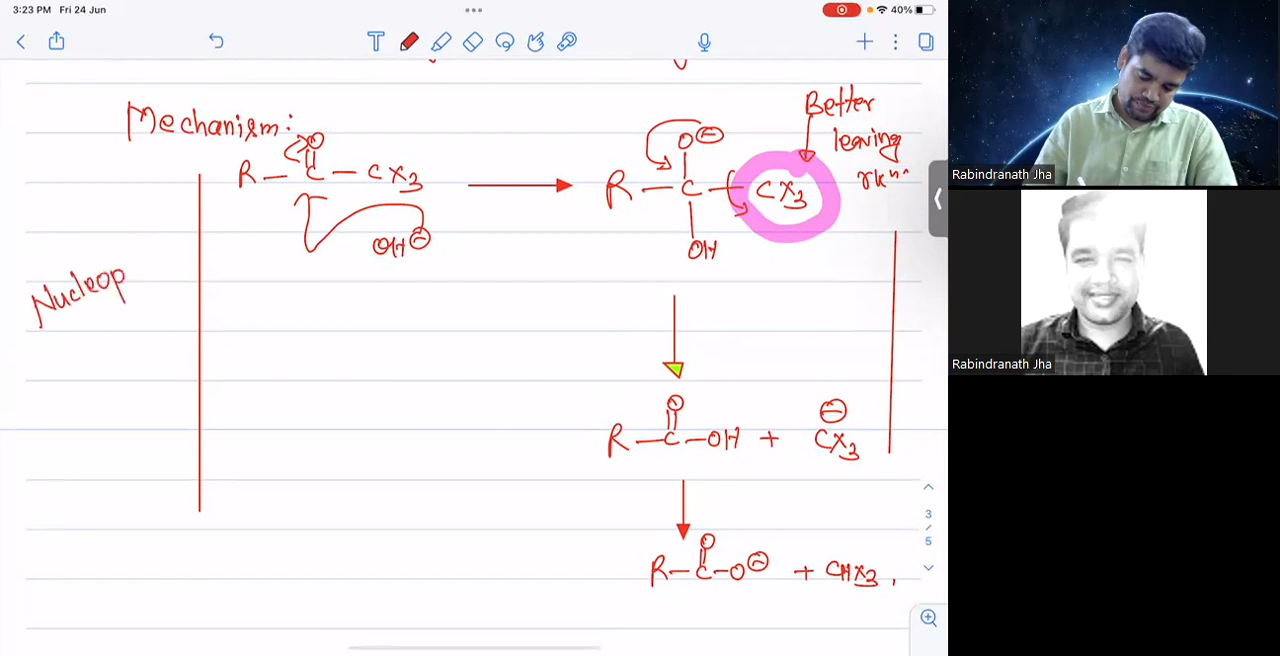 3:23 PM Fri 24 Jun
40%
T
Mechanism:
O
R – C – CX3
OH⊖
O⊖
R – C – CX3
OH
Better
leaving
Nucleop
O ⊖
R – C – OH + CX3
O
R – C – O⊖ + CHX3,
3
/
5
Rabindranath Jha
Rabindranath Jha